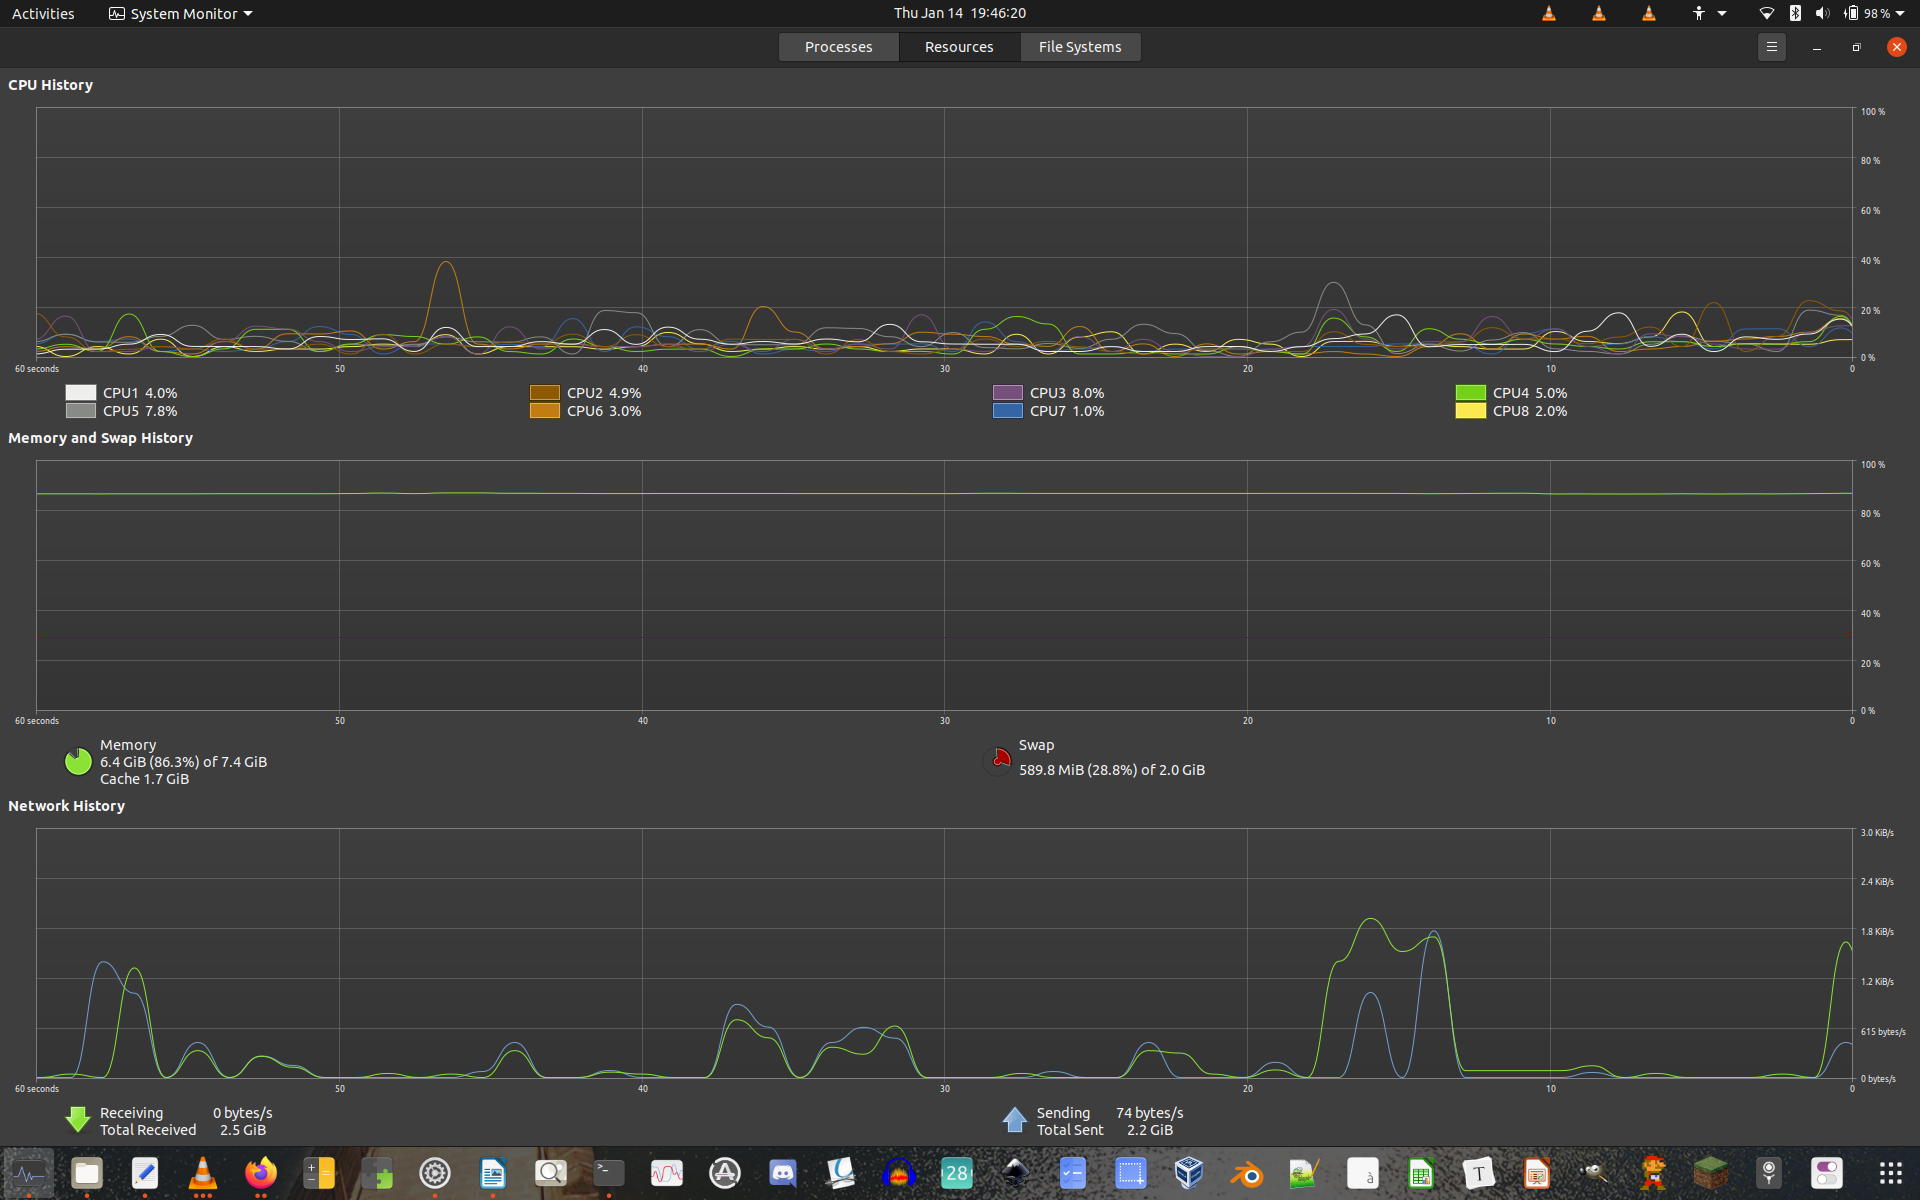 Activities System Monitor Thu Jan 14 19:46:20 98 %
Processes Resources File Systems
CPU History
100 %
80 %
60 %
40 %
20 %
0 %
60 seconds 50 40 30 20 10 0
CPU1 4.0% CPU2 4.9% CPU3 8.0% CPU4 5.0%
CPU5 7.8% CPU6 3.0% CPU7 1.0% CPU8 2.0%
Memory and Swap History
100 %
80 %
60 %
40 %
20 %
0 %
60 seconds 50 40 30 20 10 0
Memory Swap
6.4 GiB (86.3%) of 7.4 GiB 589.8 MiB (28.8%) of 2.0 GiB
Cache 1.7 GiB
Network History
3.0 KiB/s
2.4 KiB/s
1.8 KiB/s
1.2 KiB/s
615 bytes/s
0 bytes/s
60 seconds 50 40 30 20 10 0
Receiving 0 bytes/s Sending 74 bytes/s
Total Received 2.5 GiB Total Sent 2.2 GiB
28 à T